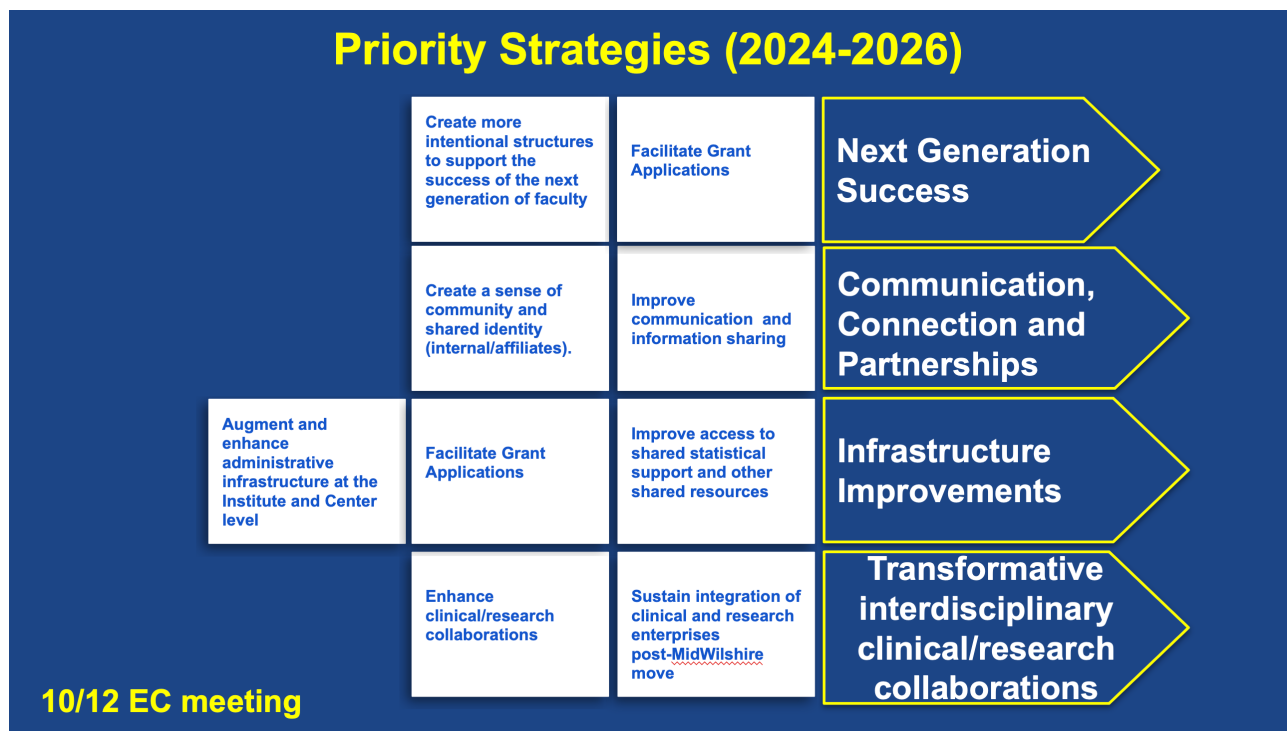 Priority Strategies (2024-2026)
Create more
intentional structures
to support the
success of the next
generation of faculty
Facilitate Grant
Applications
Next Generation
Success
Create a sense of
community and
shared identity
(internal/affiliates).
Improve
communication  and
information sharing
Communication,
Connection and
Partnerships
Augment and
enhance
administrative
infrastructure at the
Institute and Center
level
Facilitate Grant
Applications
Improve access to
shared statistical
support and other
shared resources
Infrastructure
Improvements
Enhance
clinical/research
collaborations
Sustain integration of
clinical and research
enterprises
post-MidWilshire
move
Transformative
interdisciplinary
clinical/research
collaborations
10/12 EC meeting